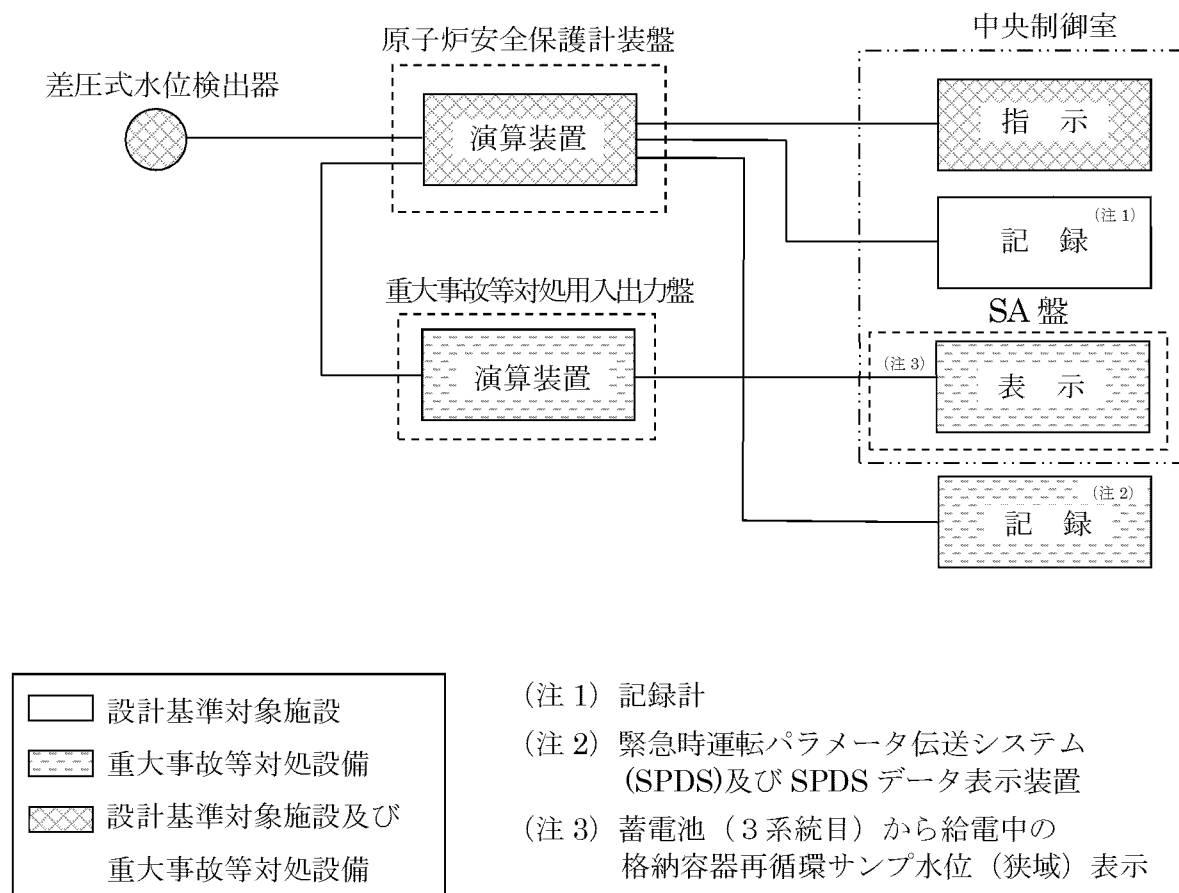 中央制御室
原子炉安全保護計装盤
差圧式水位検出器
演算装置
指 示
(注 1)
記 録
重大事故等対処用入出力盤
SA 盤
演算装置
(注 3)
表 示
(注 2)
記 録
設計基準対象施設
重大事故等対処設備
設計基準対象施設及び
重大事故等対処設備
(注 1) 記録計
(注 2) 緊急時運転パラメータ伝送システム
(SPDS)及び SPDS データ表示装置
(注 3) 蓄電池（３系統目）から給電中の
格納容器再循環サンプ水位（狭域）表示